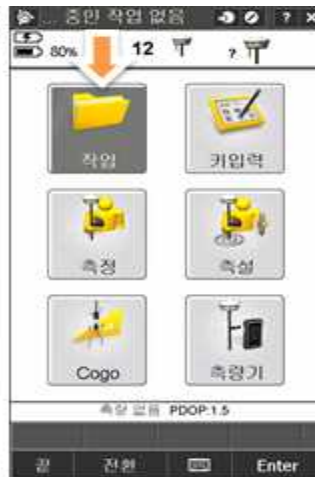 ... 중인 작업 없음 ? x
80% 12 ?
작업 키입력
측정 측설
Cogo 측량기
측량 없음 PDOP:1.5
끝 전환 Enter